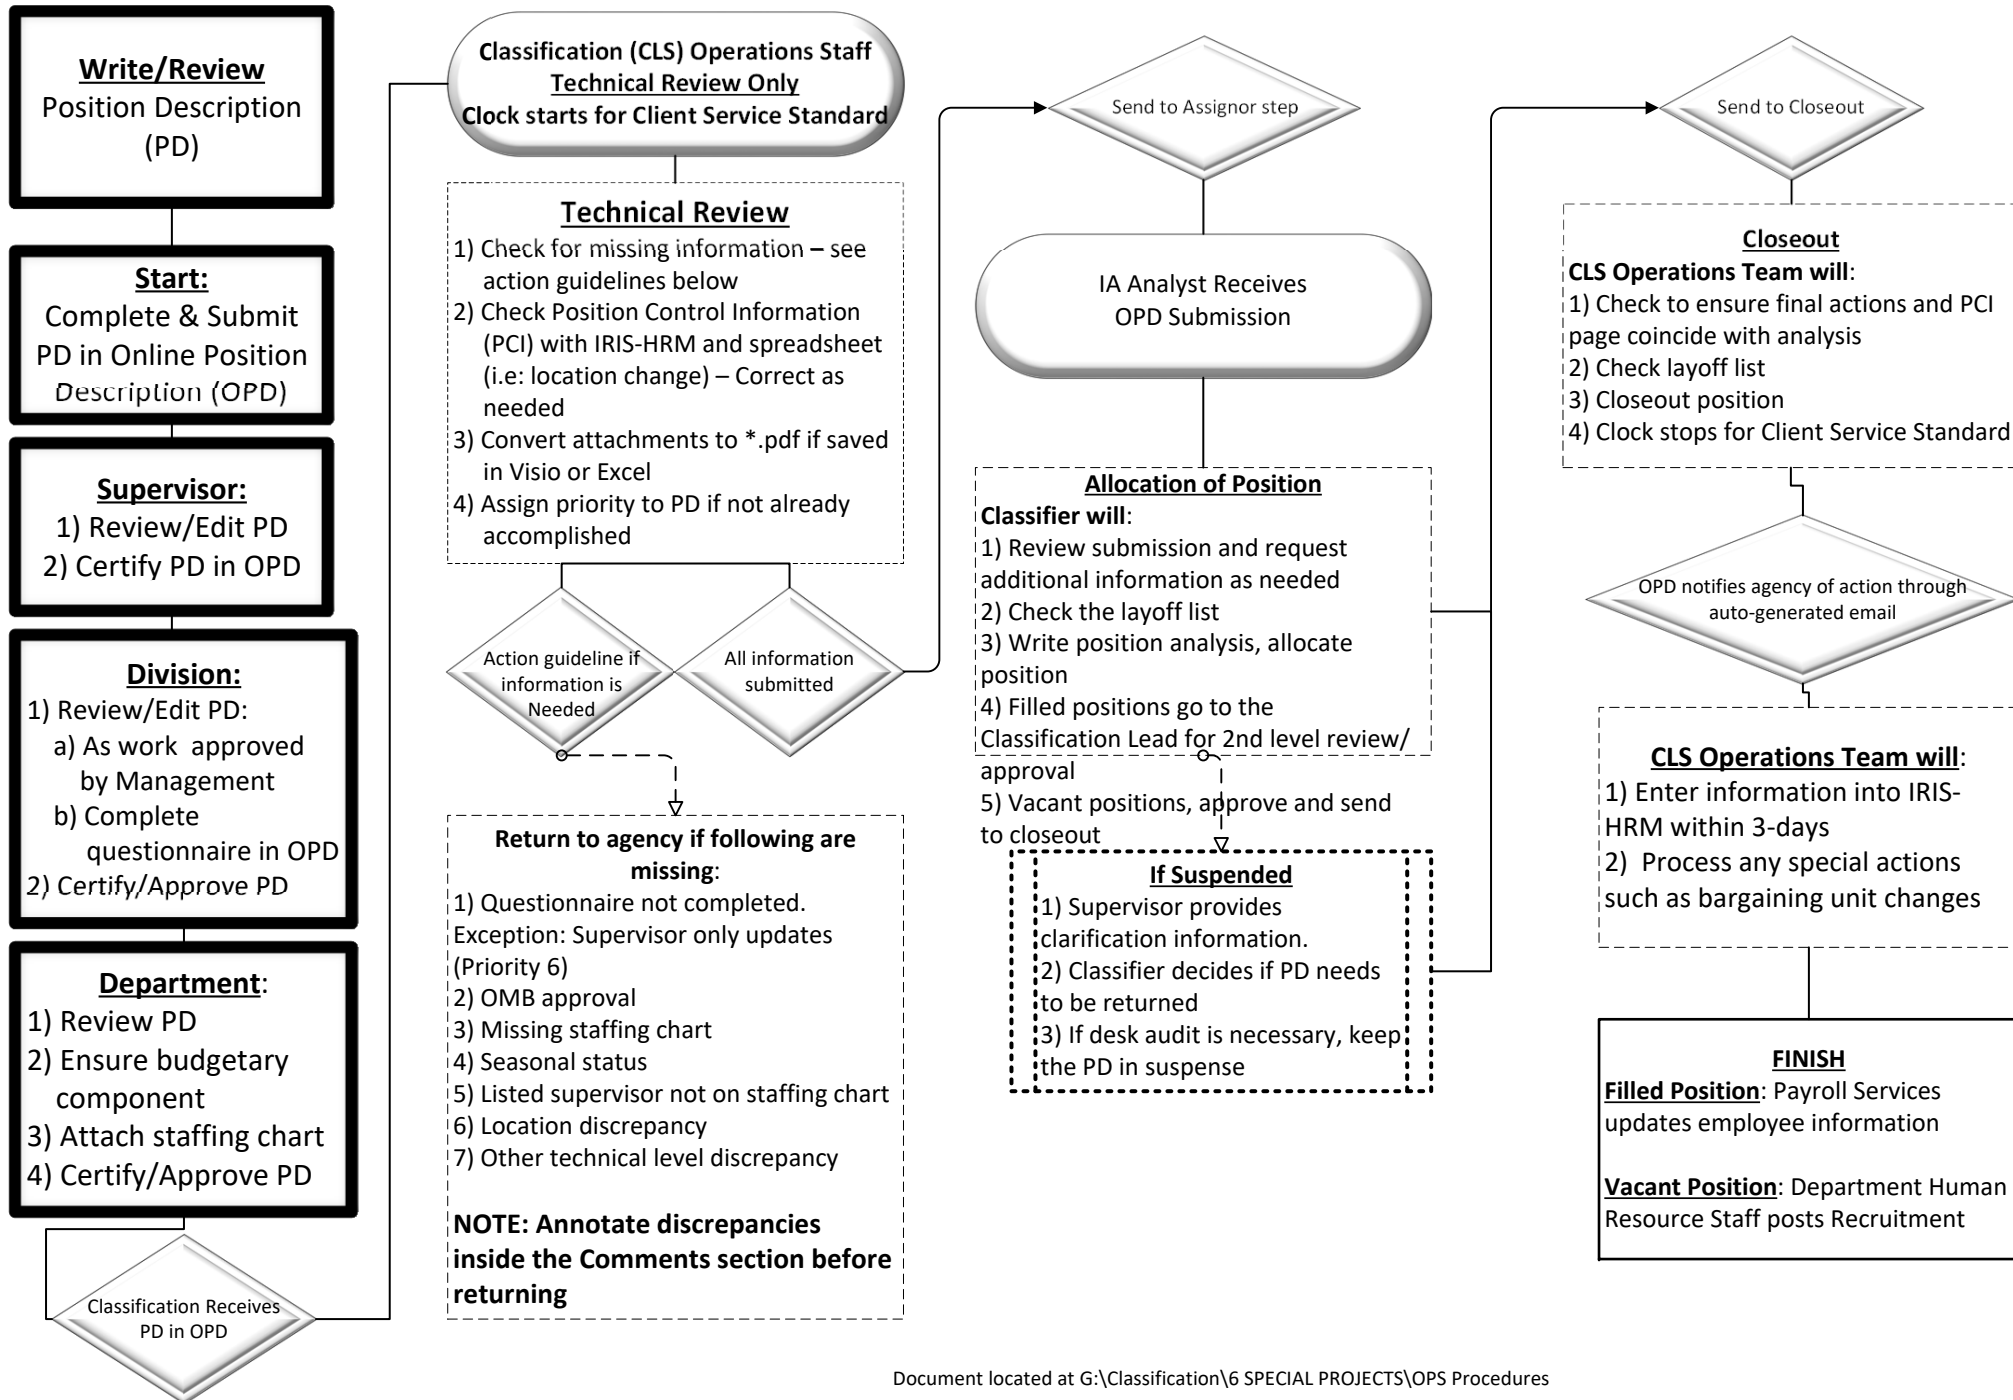 Write/Review
Position Description
(PD)
Start:
Complete & Submit
PD in Online Position
Description (OPD)
Supervisor:
1) Review/Edit PD
2) Certify PD in OPD
Division:
1) Review/Edit PD:
a) As work approved
by Management
b) Complete
questionnaire in OPD
2) Certify/Approve PD
Department:
1) Review PD
2) Ensure budgetary
component
3) Attach staffing chart
4) Certify/Approve PD
Classification Receives
PD in OPD
Classification (CLS) Operations Staff
Technical Review Only
Clock starts for Client Service Standard
Technical Review
1) Check for missing information – see
action guidelines below
2) Check Position Control Information
(PCI) with IRIS-HRM and spreadsheet
(i.e: location change) – Correct as
needed
3) Convert attachments to *.pdf if saved
in Visio or Excel
4) Assign priority to PD if not already
accomplished
Action guideline if
information is
Needed
All information
submitted
Return to agency if following are
missing:
1) Questionnaire not completed.
Exception: Supervisor only updates
(Priority 6)
2) OMB approval
3) Missing staffing chart
4) Seasonal status
5) Listed supervisor not on staffing chart
6) Location discrepancy
7) Other technical level discrepancy
NOTE: Annotate discrepancies
inside the Comments section before
returning
Send to Assignor step
IA Analyst Receives
OPD Submission
Allocation of Position
Classifier will:
1) Review submission and request
additional information as needed
2) Check the layoff list
3) Write position analysis, allocate
position
4) Filled positions go to the
Classification Lead for 2nd level review/
approval
5) Vacant positions, approve and send
to closeout
If Suspended
1) Supervisor provides
clarification information.
2) Classifier decides if PD needs
to be returned
3) If desk audit is necessary, keep
the PD in suspense
Send to Closeout
Closeout
CLS Operations Team will:
1) Check to ensure final actions and PCI
page coincide with analysis
2) Check layoff list
3) Closeout position
4) Clock stops for Client Service Standard
OPD notifies agency of action through
auto-generated email
CLS Operations Team will:
1) Enter information into IRIS-
HRM within 3-days
2) Process any special actions
such as bargaining unit changes
FINISH
Filled Position: Payroll Services
updates employee information
Vacant Position: Department Human
Resource Staff posts Recruitment
Document located at G:\Classification\6 SPECIAL PROJECTS\OPS Procedures